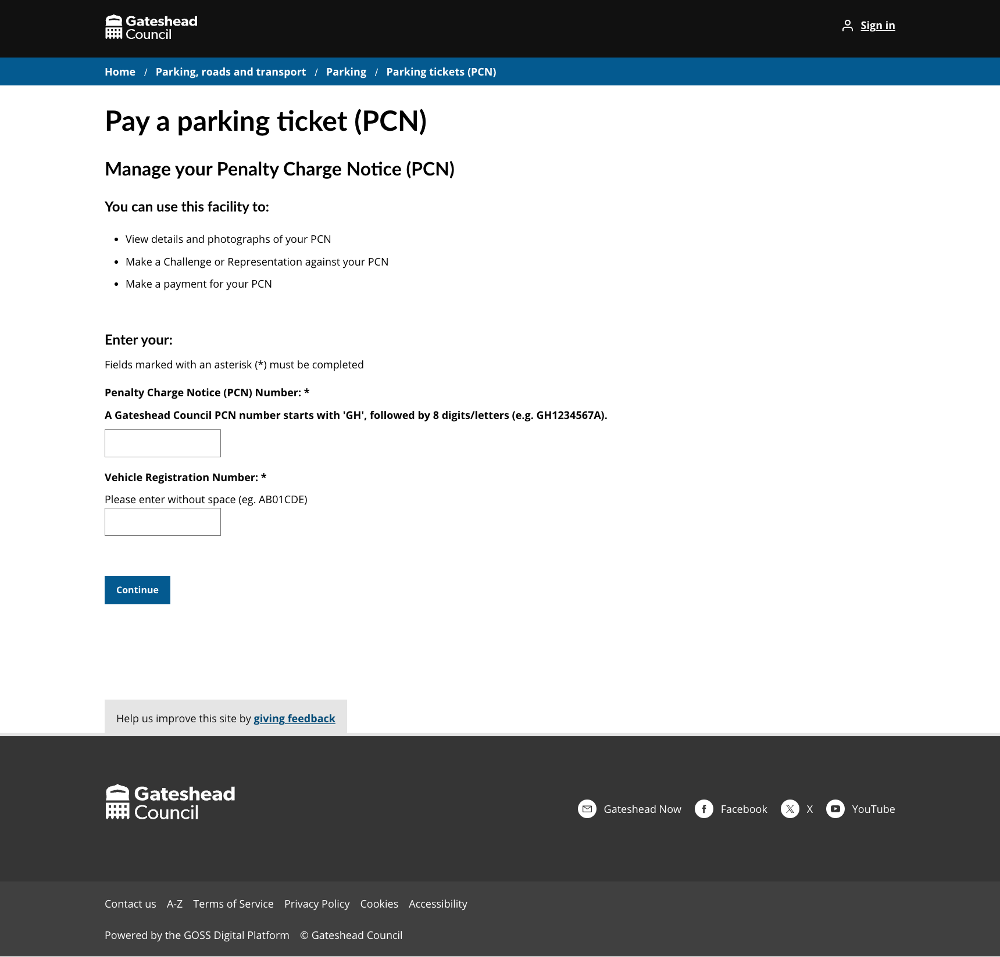 Gateshead
Council
Sign in
Home / Parking, roads and transport / Parking / Parking tickets (PCN)
Pay a parking ticket (PCN)
Manage your Penalty Charge Notice (PCN)
You can use this facility to:
• View details and photographs of your PCN
• Make a Challenge or Representation against your PCN
• Make a payment for your PCN
Enter your:
Fields marked with an asterisk (*) must be completed
Penalty Charge Notice (PCN) Number: *
A Gateshead Council PCN number starts with 'GH', followed by 8 digits/letters (e.g. GH1234567A).
Vehicle Registration Number: *
Please enter without space (eg. AB01CDE)
Continue
Help us improve this site by giving feedback
Gateshead
Council
Gateshead Now Facebook X YouTube
Contact us A-Z Terms of Service Privacy Policy Cookies Accessibility
Powered by the GOSS Digital Platform © Gateshead Council